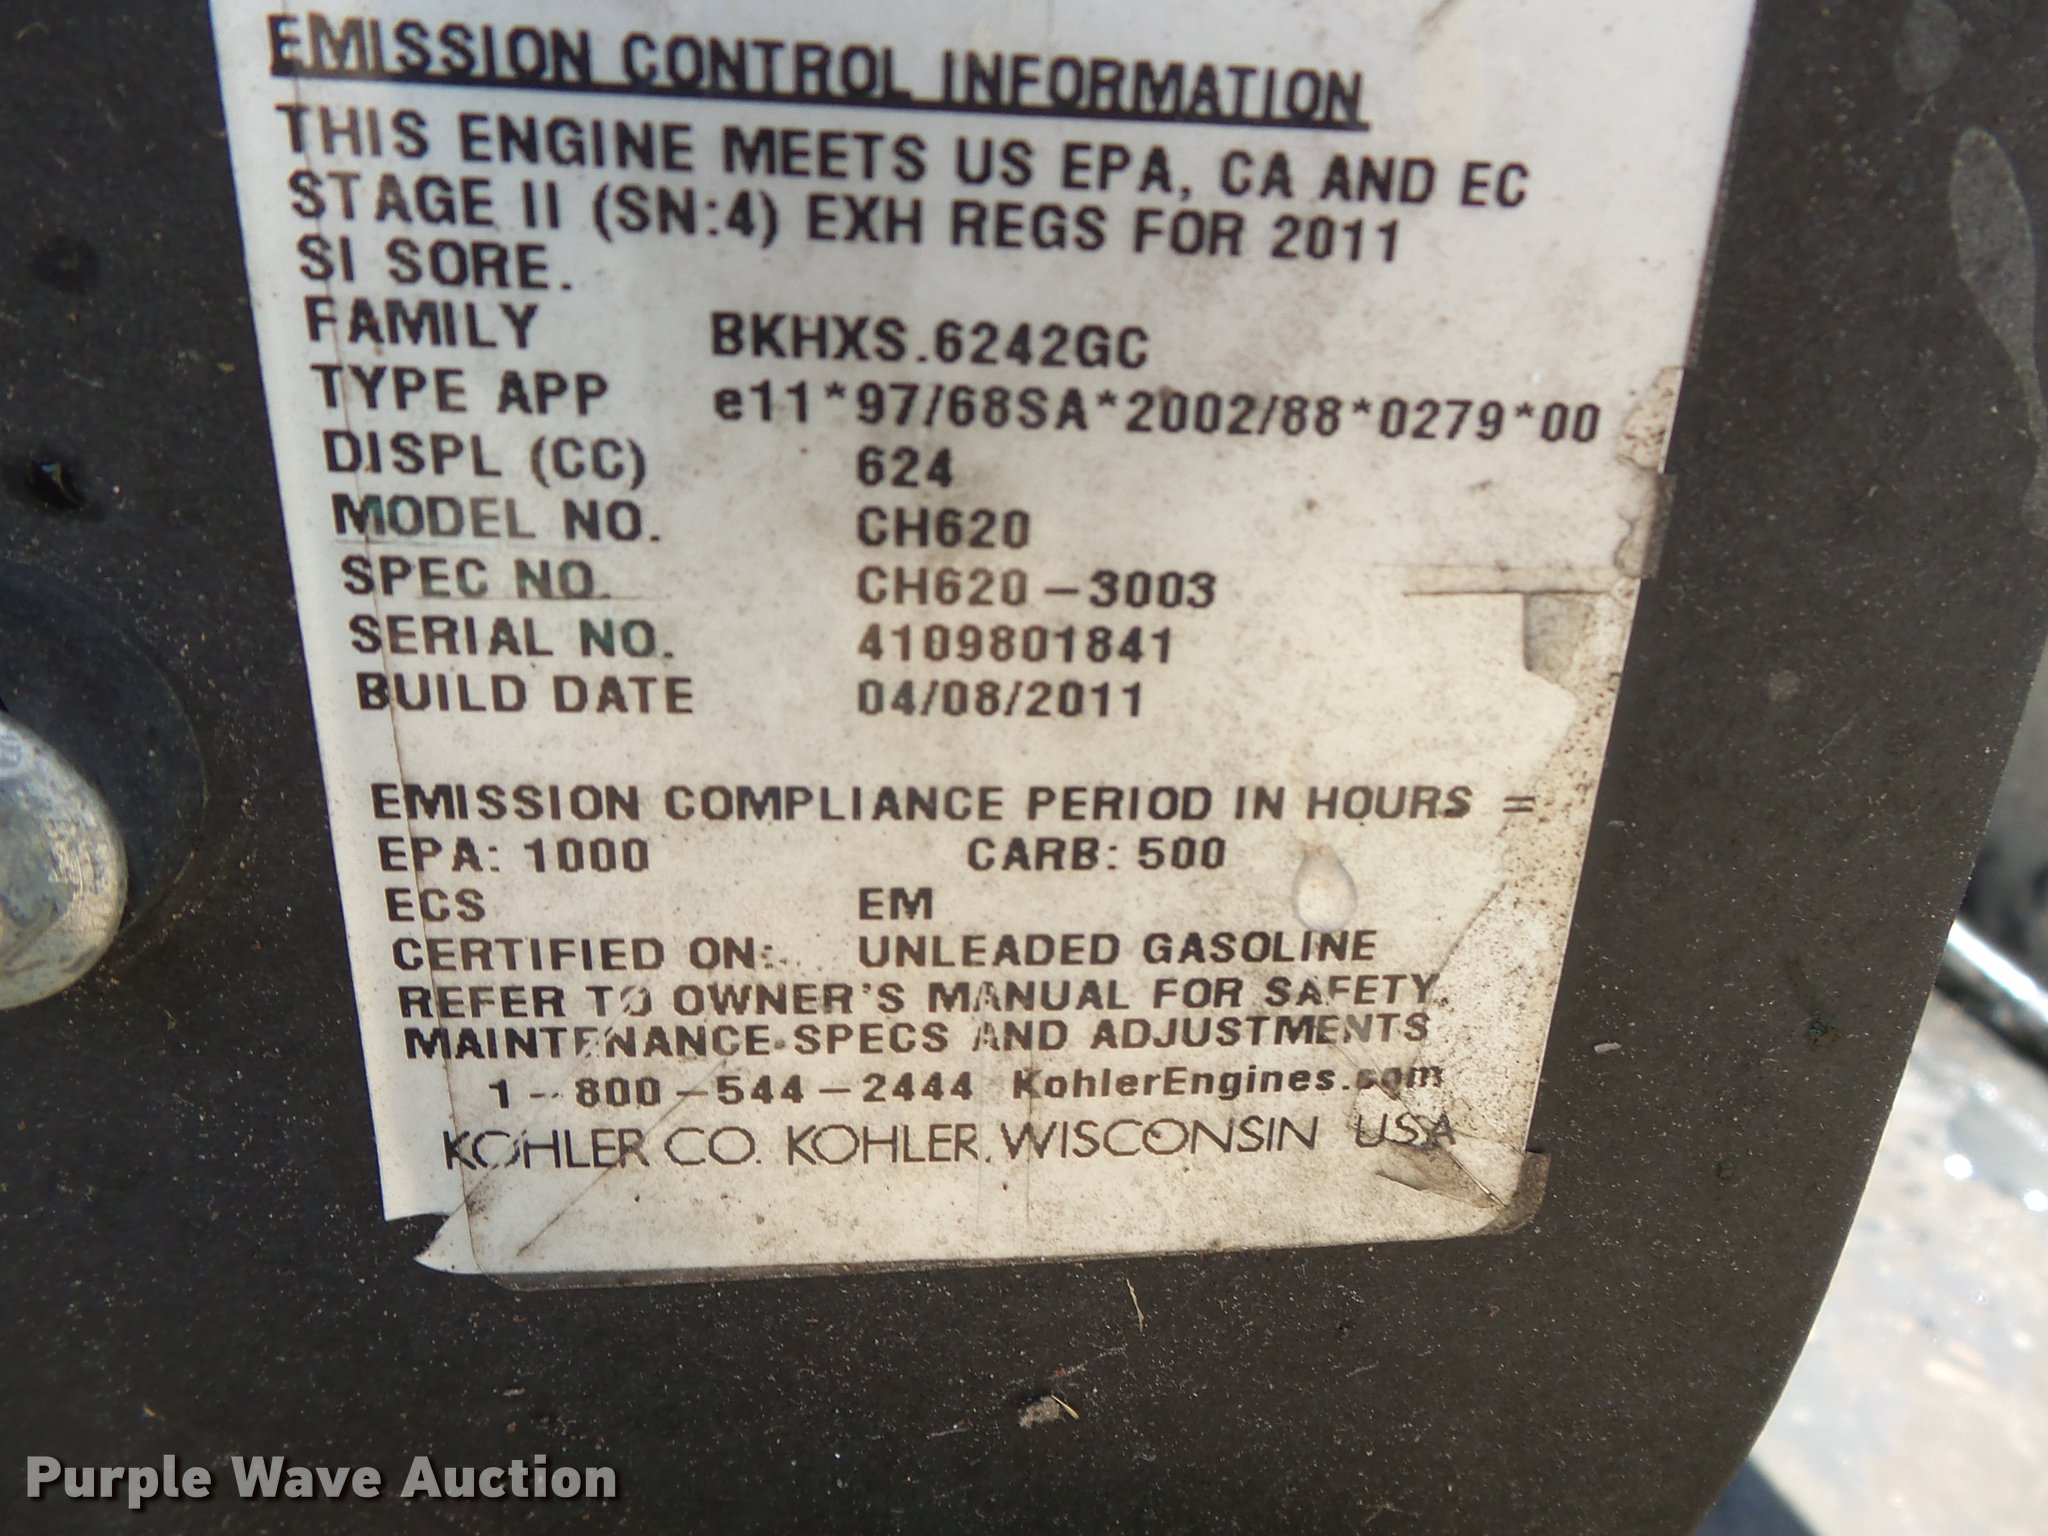 EMISSION CONTROL INFORMATION
THIS ENGINE MEETS US EPA, CA AND EC
STAGE II (SN:4) EXH REGS FOR 2011
SI SORE.
FAMILY BKHXS.6242GC
TYPE APP e11*97/68SA*2002/88*0279*00
DISPL (CC) 624
MODEL NO. CH620
SPEC NO. CH620-3003
SERIAL NO. 4109801841
BUILD DATE 04/08/2011
EMISSION COMPLIANCE PERIOD IN HOURS =
EPA: 1000 CARB: 500
ECS EM
CERTIFIED ON: UNLEADED GASOLINE
REFER TO OWNER'S MANUAL FOR SAFETY,
MAINTENANCE SPECS AND ADJUSTMENTS
1-800-544-2444 KohlerEngines.com
KOHLER CO. KOHLER, WISCONSIN USA
Purple Wave Auction